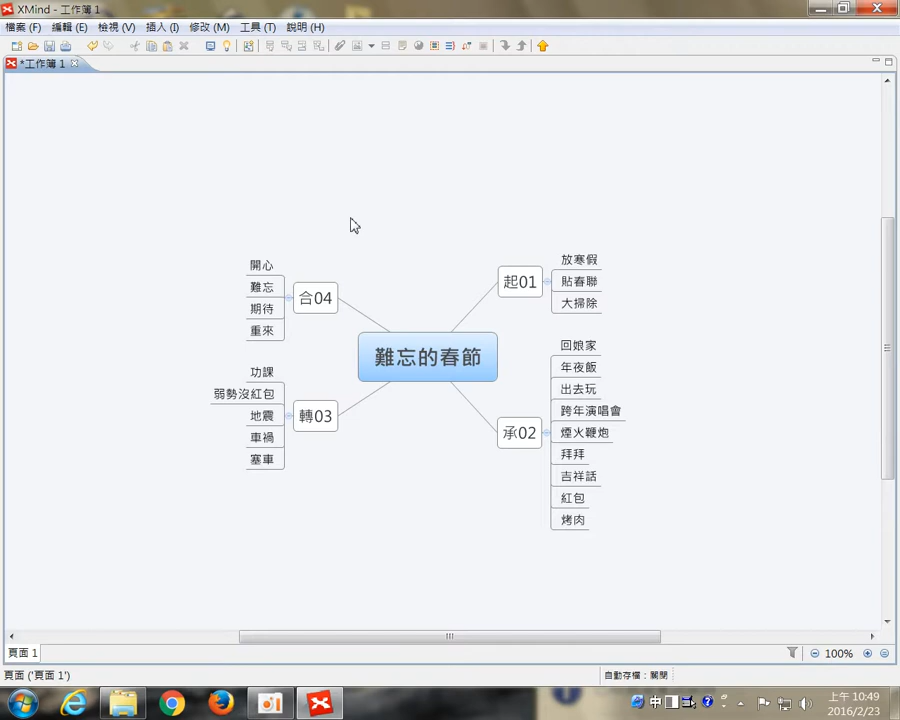 XMind - 工作簿 1
檔案 (F) 編輯 (E) 檢視 (V) 插入 (I) 修改 (M) 工具 (T) 說明 (H)
*工作簿 1
開心
難忘
期待
重來
合04
功課
弱勢沒紅包
地震
車禍
塞車
轉03
難忘的春節
起01
放寒假
貼春聯
大掃除
承02
回娘家
年夜飯
出去玩
跨年演唱會
煙火鞭炮
拜拜
吉祥話
紅包
烤肉
頁面 1
100%
頁面 ('頁面 1')
自動存檔：關閉
中
上午 10:49
2016/2/23